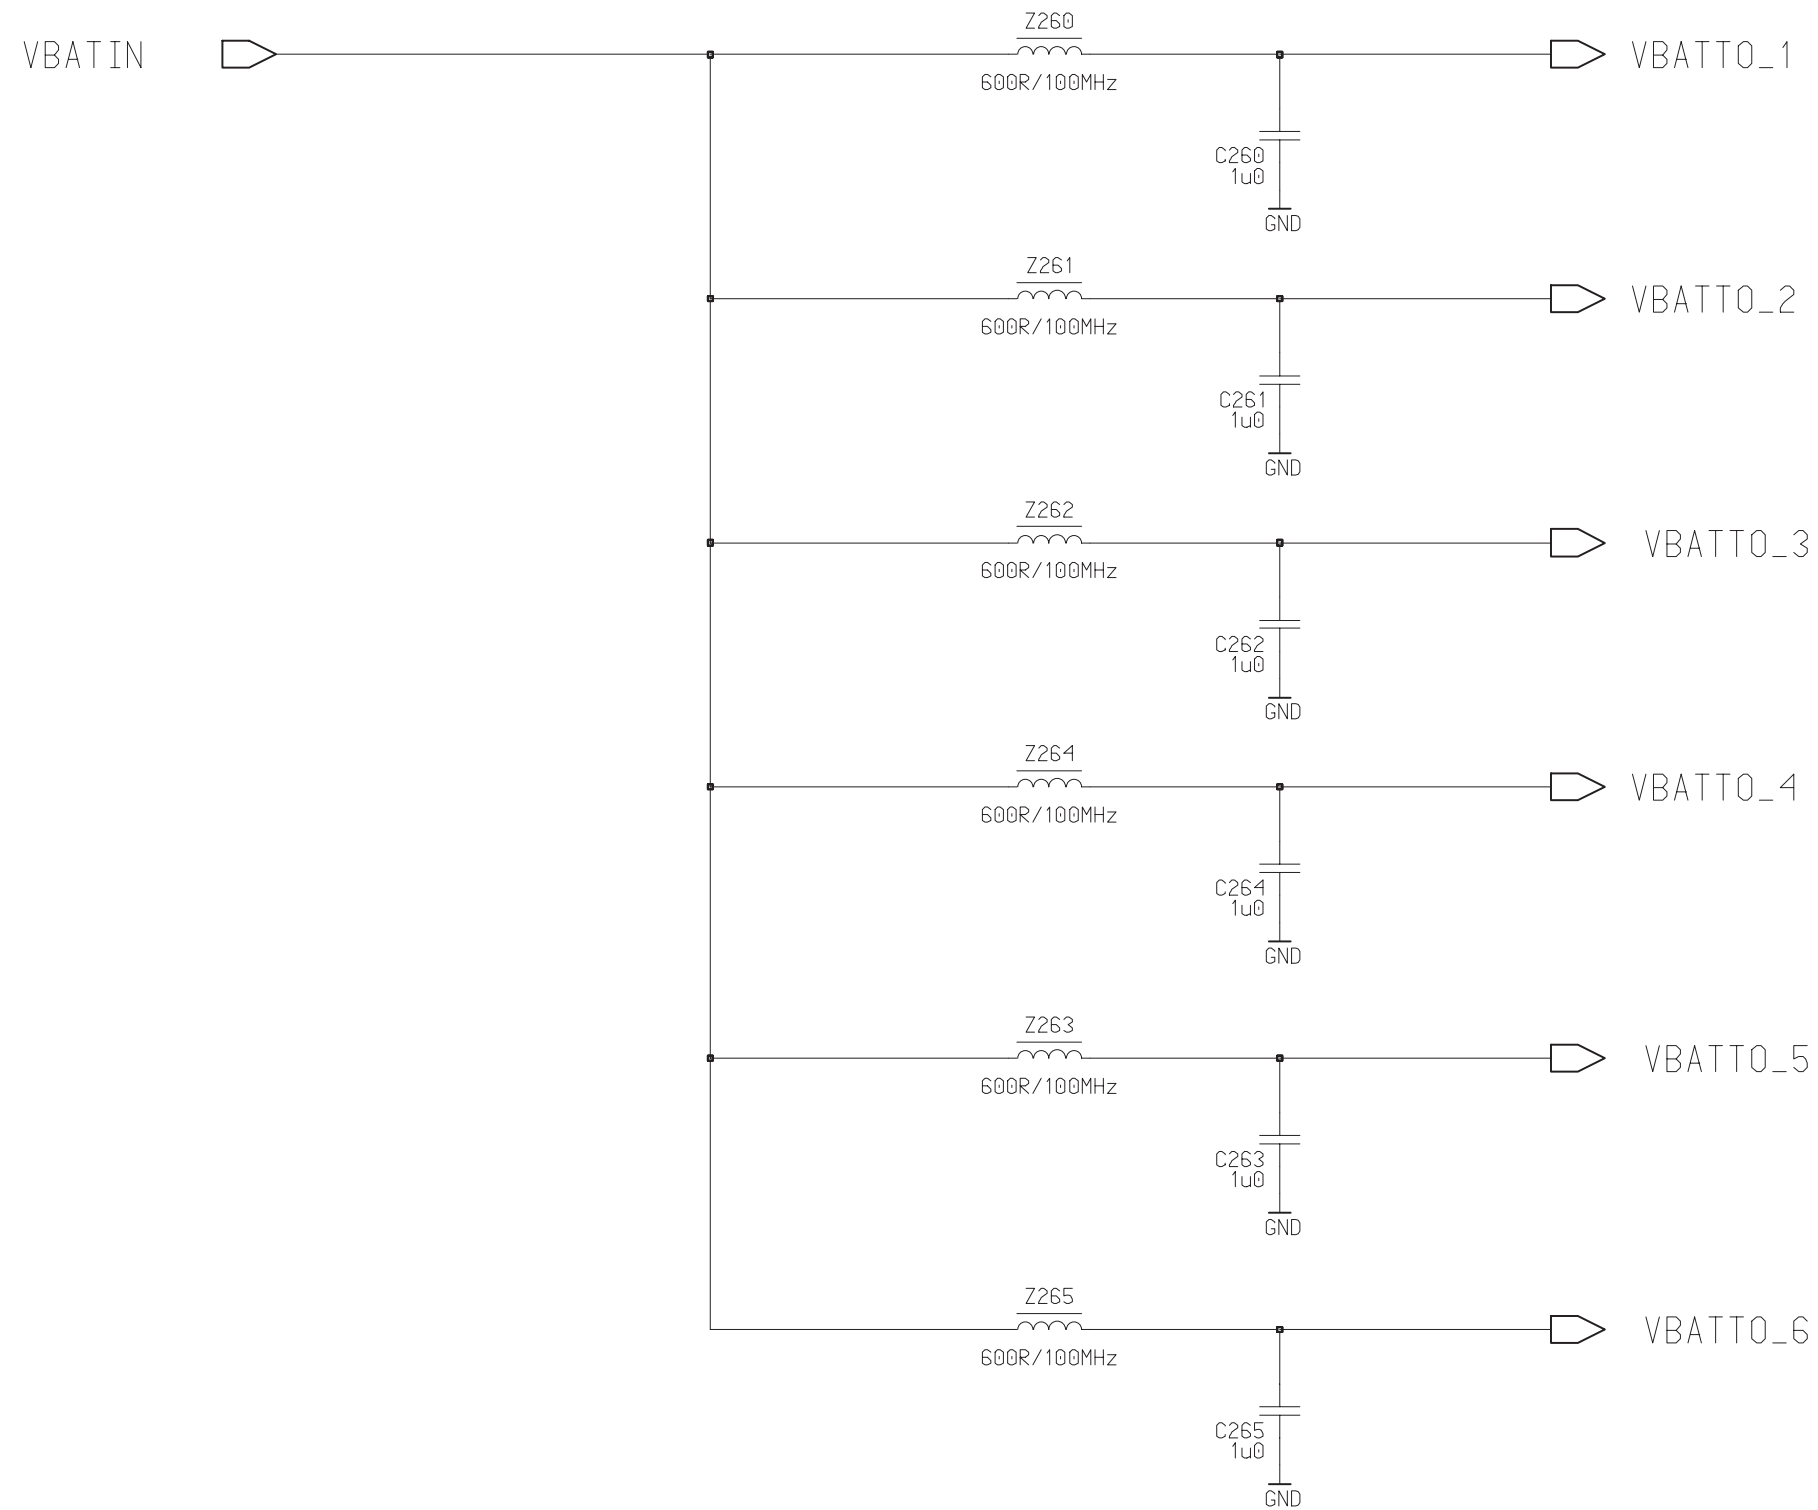 Z260
VBATIN
VBATTO_1
600R/100MHz
C260
1u0
GND
Z261
VBATTO_2
600R/100MHz
C261
1u0
GND
Z262
VBATTO_3
600R/100MHz
C262
1u0
GND
Z264
VBATTO_4
600R/100MHz
C264
1u0
GND
Z263
VBATTO_5
600R/100MHz
C263
1u0
GND
Z265
VBATTO_6
600R/100MHz
C265
1u0
GND